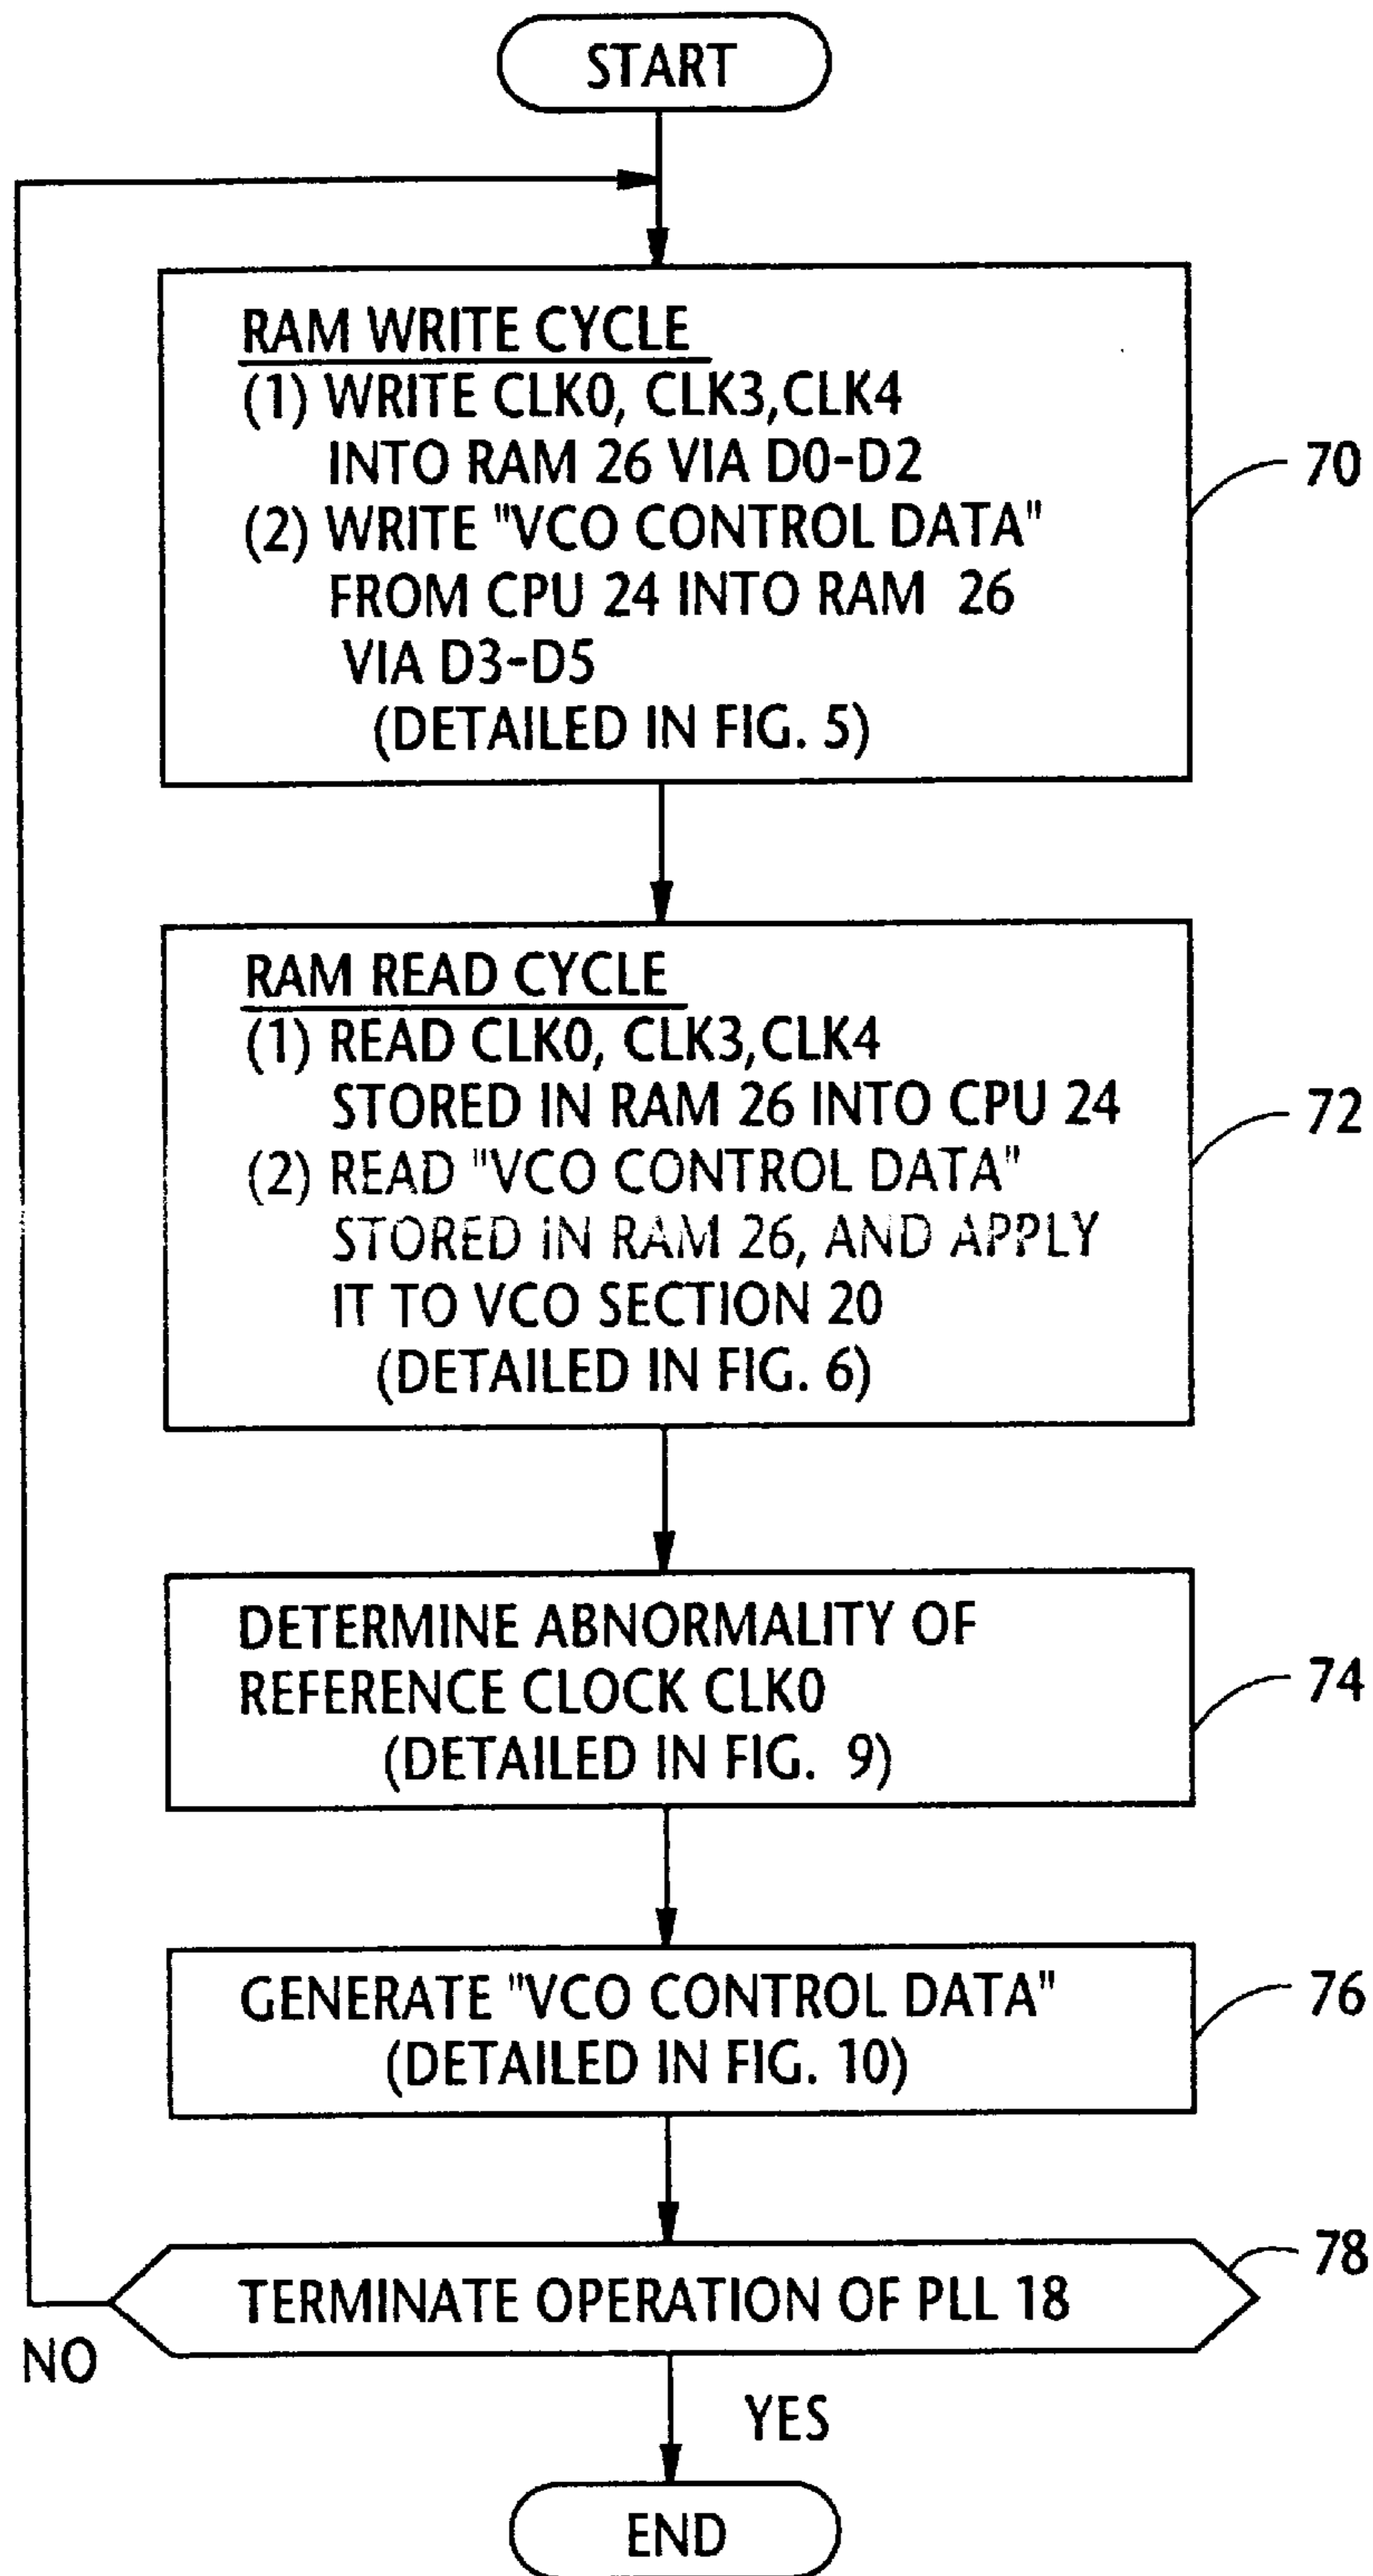 START
RAM WRITE CYCLE
(1) WRITE CLK0, CLK3,CLK4
INTO RAM 26 VIA D0-D2
(2) WRITE "VCO CONTROL DATA"
FROM CPU 24 INTO RAM 26
VIA D3-D5
(DETAILED IN FIG. 5)
70
RAM READ CYCLE
(1) READ CLK0, CLK3,CLK4
STORED IN RAM 26 INTO CPU 24
(2) READ "VCO CONTROL DATA"
STORED IN RAM 26, AND APPLY
IT TO VCO SECTION 20
(DETAILED IN FIG. 6)
72
DETERMINE ABNORMALITY OF
REFERENCE CLOCK CLK0
(DETAILED IN FIG. 9)
74
GENERATE "VCO CONTROL DATA"
(DETAILED IN FIG. 10)
76
TERMINATE OPERATION OF PLL 18
78
NO
YES
END